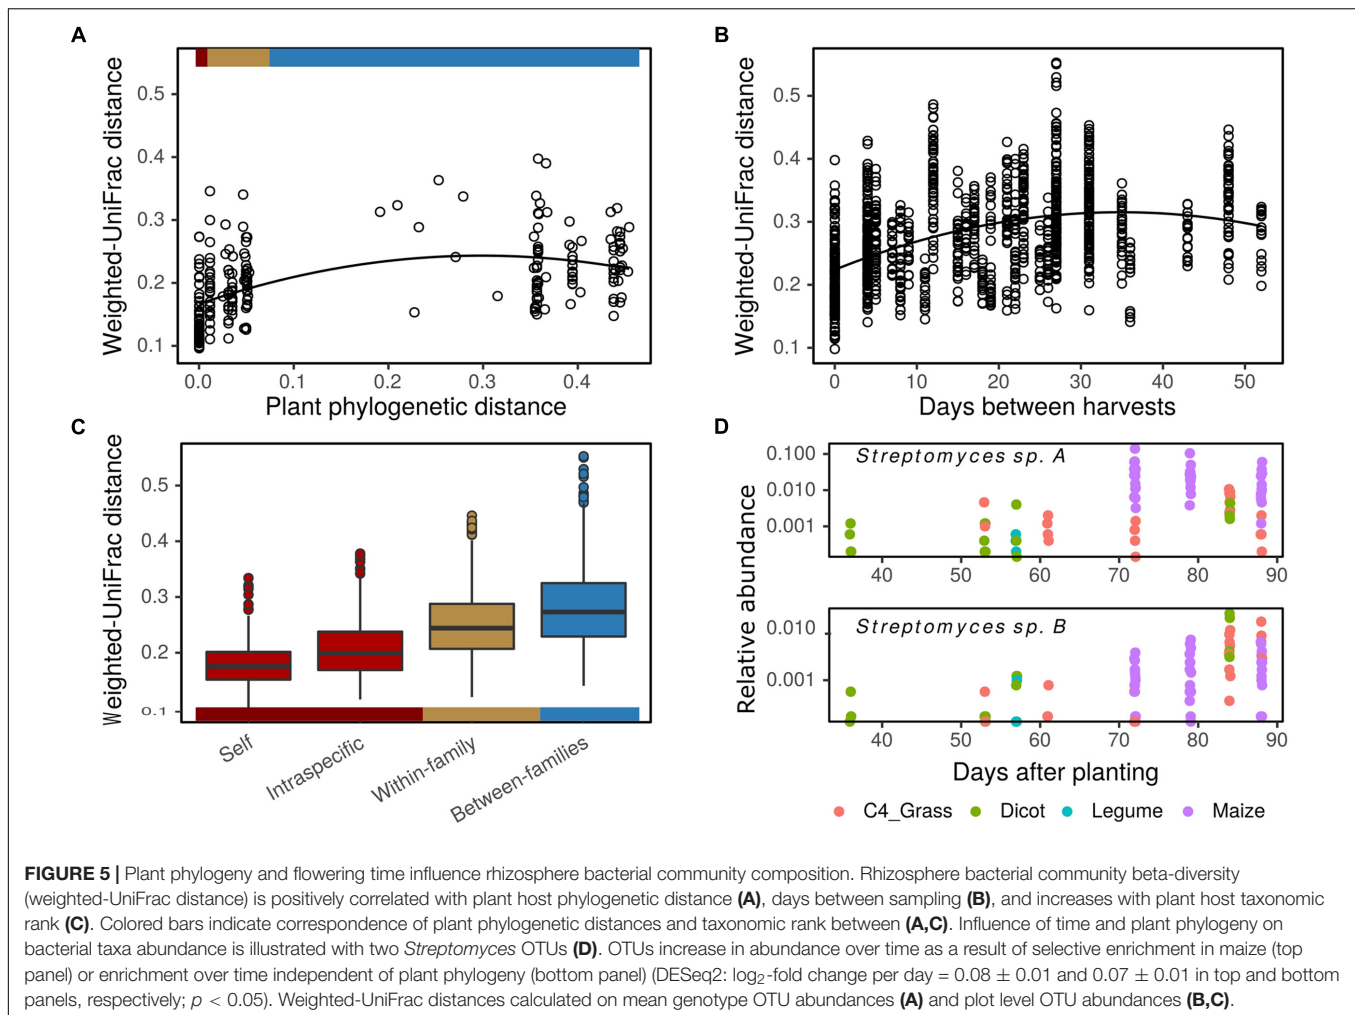 A
Weighted-UniFrac distance
0.5
0.4
0.3
0.2
0.1
0.0
0.1
0.2
0.3
0.4
Plant phylogenetic distance
B
Weighted-UniFrac distance
0.5
0.4
0.3
0.2
0.1
0
10
20
30
40
50
Days between harvests
C
Weighted-UniFrac distance
0.5
0.4
0.3
0.2
0.1
Self
Intraspecific
Within-family
Between-families
D
Relative abundance
Streptomyces sp. A
0.100
0.010
0.001
40
50
60
70
80
90
Streptomyces sp. B
0.010
0.001
40
50
60
70
80
90
Days after planting
C4_Grass
Dicot
Legume
Maize
FIGURE 5 | Plant phylogeny and flowering time influence rhizosphere bacterial community composition. Rhizosphere bacterial community beta-diversity
(weighted-UniFrac distance) is positively correlated with plant host phylogenetic distance (A), days between sampling (B), and increases with plant host taxonomic
rank (C). Colored bars indicate correspondence of plant phylogenetic distances and taxonomic rank between (A,C). Influence of time and plant phylogeny on
bacterial taxa abundance is illustrated with two Streptomyces OTUs (D). OTUs increase in abundance over time as a result of selective enrichment in maize (top
panel) or enrichment over time independent of plant phylogeny (bottom panel) (DESeq2: log₂-fold change per day = 0.08 ± 0.01 and 0.07 ± 0.01 in top and bottom
panels, respectively; p < 0.05). Weighted-UniFrac distances calculated on mean genotype OTU abundances (A) and plot level OTU abundances (B,C).